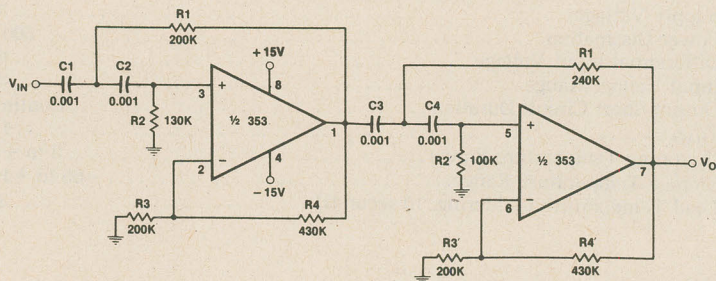 R1
200K
C1
C2
+ 15V
R1
240K
V IN
0.001
0.001
3
+
8
C3
C4
R2
130K
½ 353
1
0.001
0.001
5
+
2
−
4
R2′
100K
½ 353
7
V O
− 15V
6
−
R3
200K
R4
430K
R3′
200K
R4′
430K